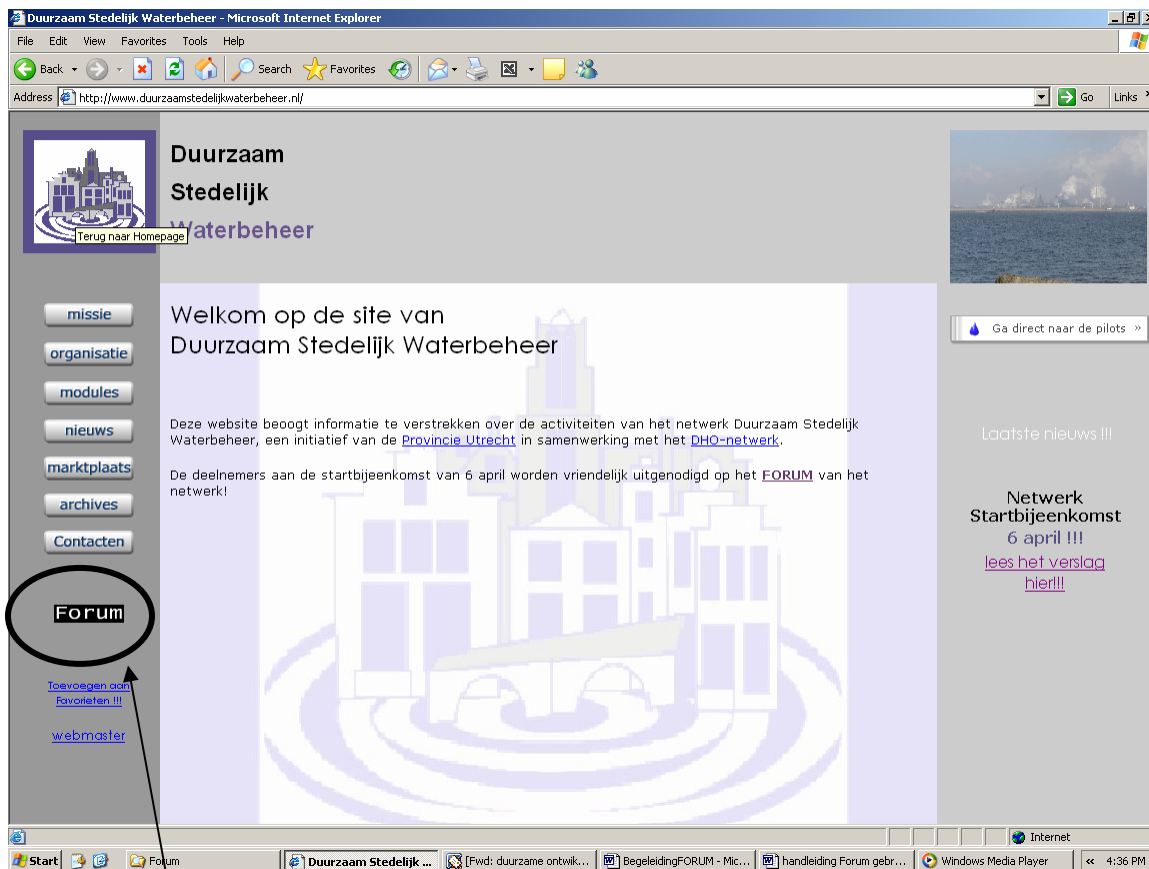 Duurzaam Stedelijk Waterbeheer - Microsoft Internet Explorer
File Edit View Favorites Tools Help
Back Search Favorites
Address http://www.duurzaamstedelijkwaterbeheer.nl/ Go Links
Duurzaam
Stedelijk
Waterbeheer
Terug naar Homepage
missie
organisatie
modules
nieuws
marktplaats
archives
Contacten
Forum
Toevoegen aan
Favorieten !!!
webmaster
Welkom op de site van
Duurzaam Stedelijk Waterbeheer
Deze website beoogt informatie te verstrekken over de activiteiten van het netwerk Duurzaam Stedelijk
Waterbeheer, een initiatief van de Provincie Utrecht in samenwerking met het DHO-netwerk.
De deelnemers aan de startbijeenkomst van 6 april worden vriendelijk uitgenodigd op het FORUM van het
netwerk!
Ga direct naar de pilots »
Laatste nieuws !!!
Netwerk
Startbijeenkomst
6 april !!!
lees het verslag
hier!!!
Internet
Start Forum Duurzaam Stedelijk ... [Fwd: duurzame ontwik... BegeleidingFORUM - Mic... handleiding Forum gebr... Windows Media Player « 4:36 PM